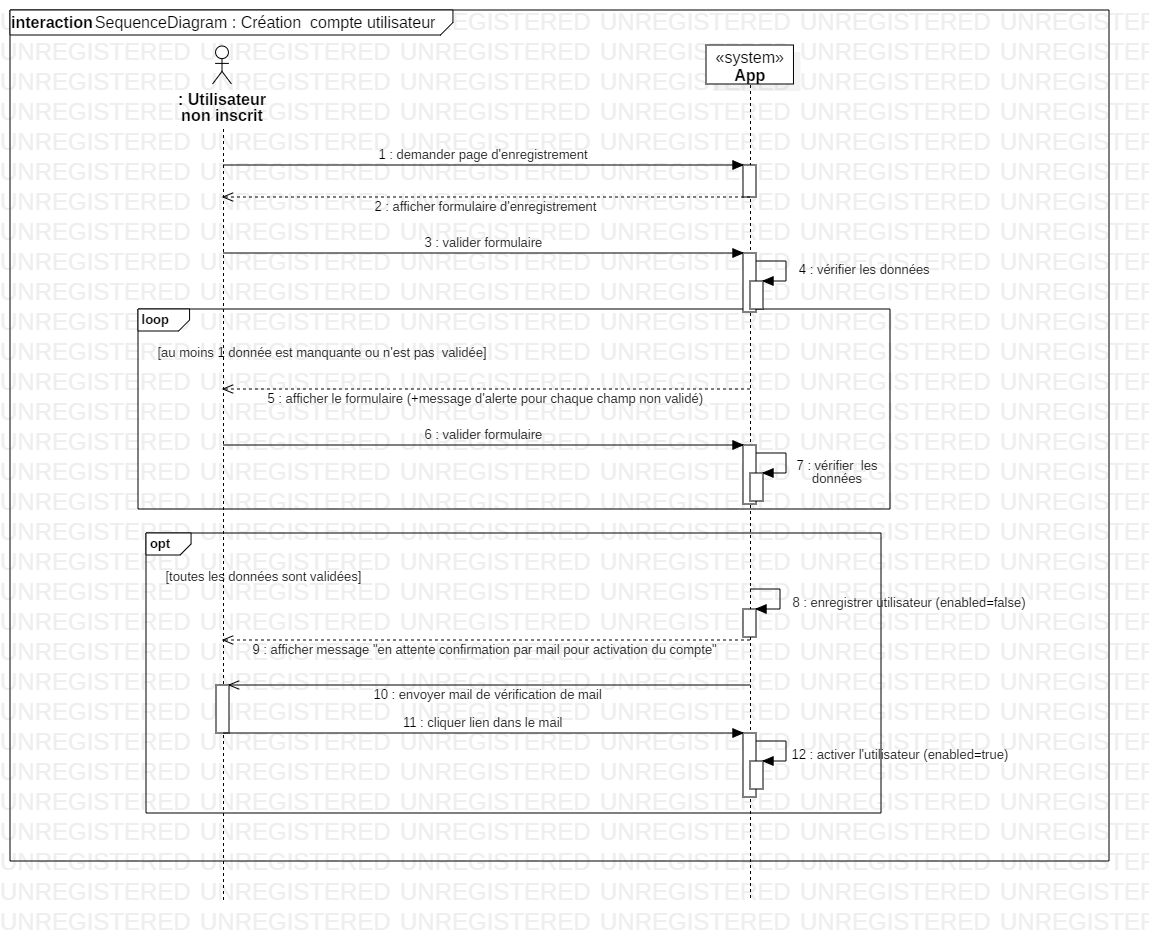 interaction SequenceDiagram : Création compte utilisateur
«system»
App
: Utilisateur
non inscrit
1 : demander page d'enregistrement
2 : afficher formulaire d'enregistrement
3 : valider formulaire
4 : vérifier les données
loop
[au moins 1 donnée est manquante ou n'est pas validée]
5 : afficher le formulaire (+message d'alerte pour chaque champ non validé)
6 : valider formulaire
7 : vérifier les
données
opt
[toutes les données sont validées]
8 : enregistrer utilisateur (enabled=false)
9 : afficher message "en attente confirmation par mail pour activation du compte"
10 : envoyer mail de vérification de mail
11 : cliquer lien dans le mail
12 : activer l'utilisateur (enabled=true)
UNREGISTERED UNREGISTERED UNREGISTERED UNREGISTERED UNREGISTERED